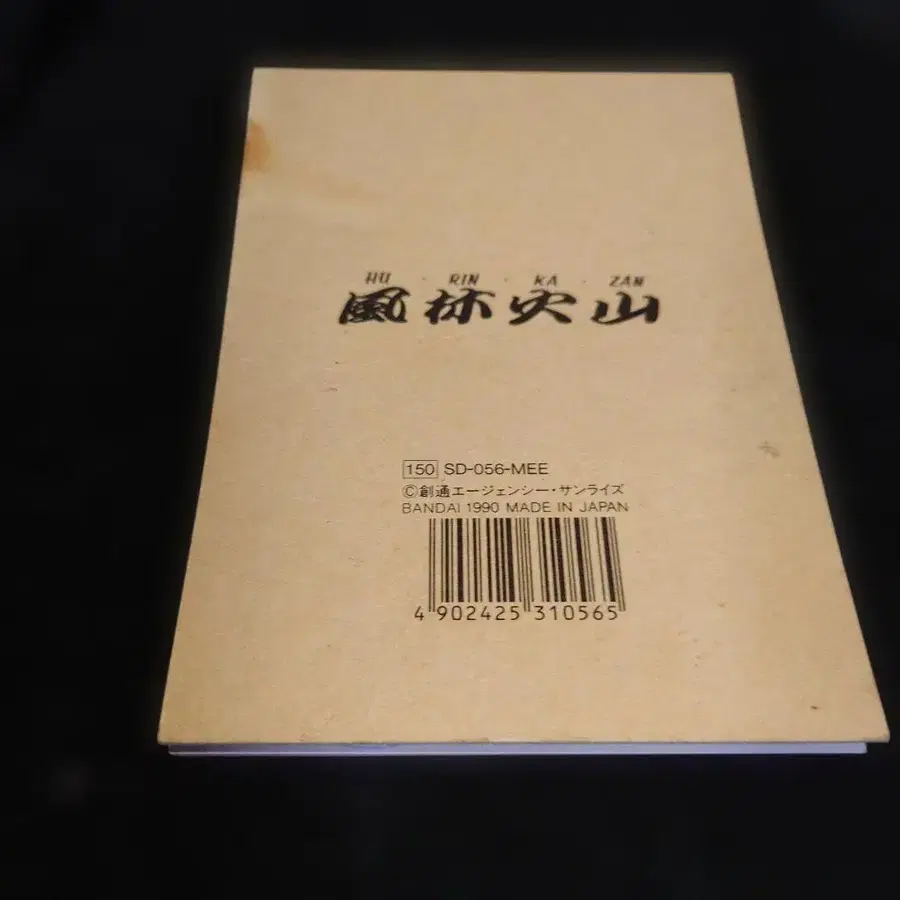 HU · RIN · KA · ZAN
風林火山
150 SD-056-MEE
©創通エージェンシー・サンライズ
BANDAI 1990 MADE IN JAPAN
4 902425 310565